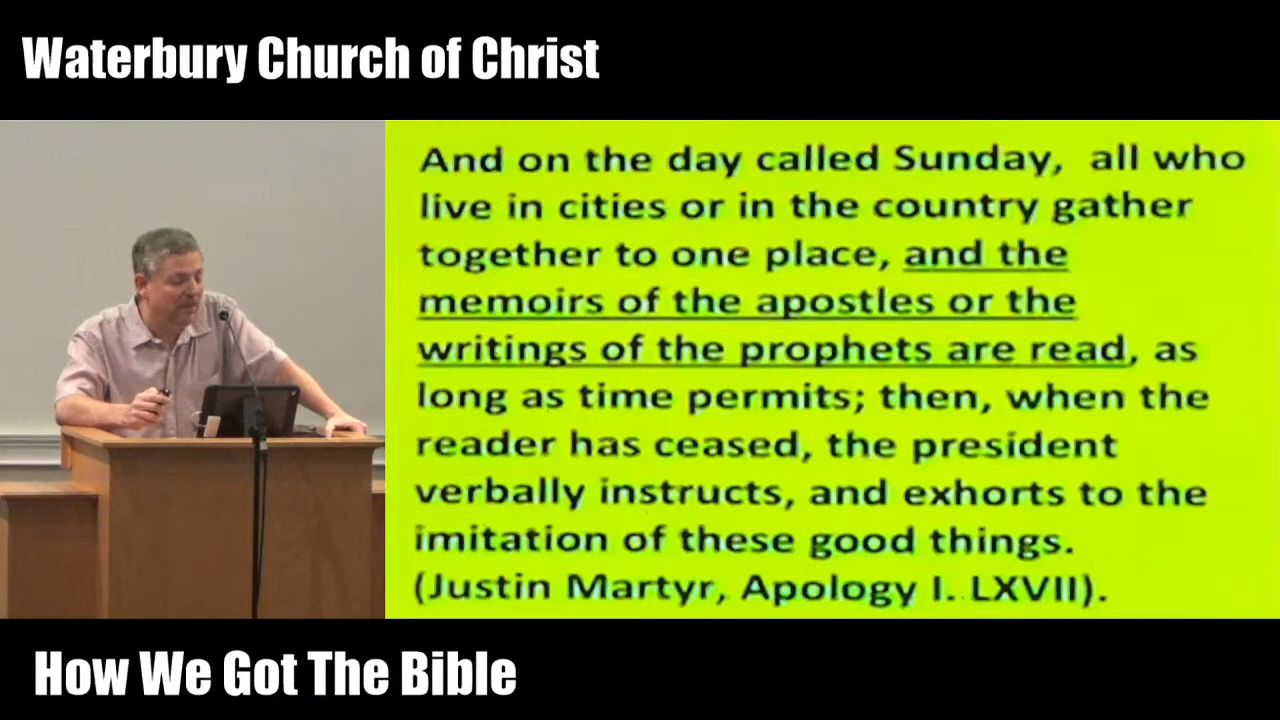 Waterbury Church of Christ
And on the day called Sunday, all who
live in cities or in the country gather
together to one place, and the
memoirs of the apostles or the
writings of the prophets are read, as
long as time permits; then, when the
reader has ceased, the president
verbally instructs, and exhorts to the
imitation of these good things.
(Justin Martyr, Apology I. LXVII).
How We Got The Bible